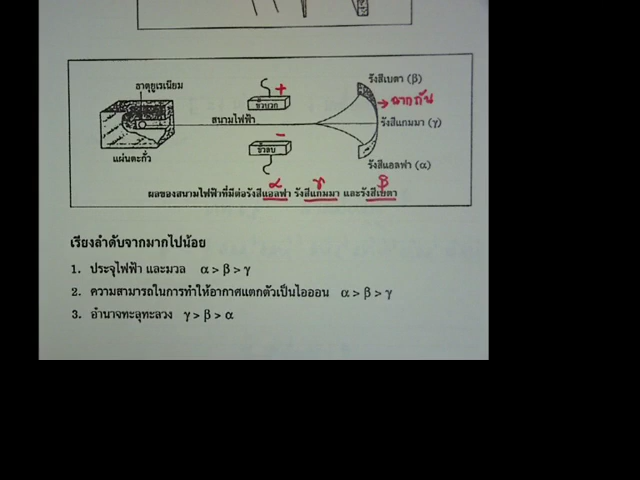 รังสีเบตา (β)
ธาตุยูเรเนียม
+
ขั้วบวก
ฉากกั้น
สนามไฟฟ้า
รังสีแกมมา (γ)
−
ขั้วลบ
แผ่นตะกั่ว
รังสีแอลฟา (α)
α γ β
ผลของสนามไฟฟ้าที่มีต่อรังสีแอลฟา รังสีแกมมา และรังสีเบตา
เรียงลำดับจากมากไปน้อย
1. ประจุไฟฟ้า และมวล α > β > γ
2. ความสามารถในการทำให้อากาศแตกตัวเป็นไอออน α > β > γ
3. อำนาจทะลุทะลวง γ > β > α